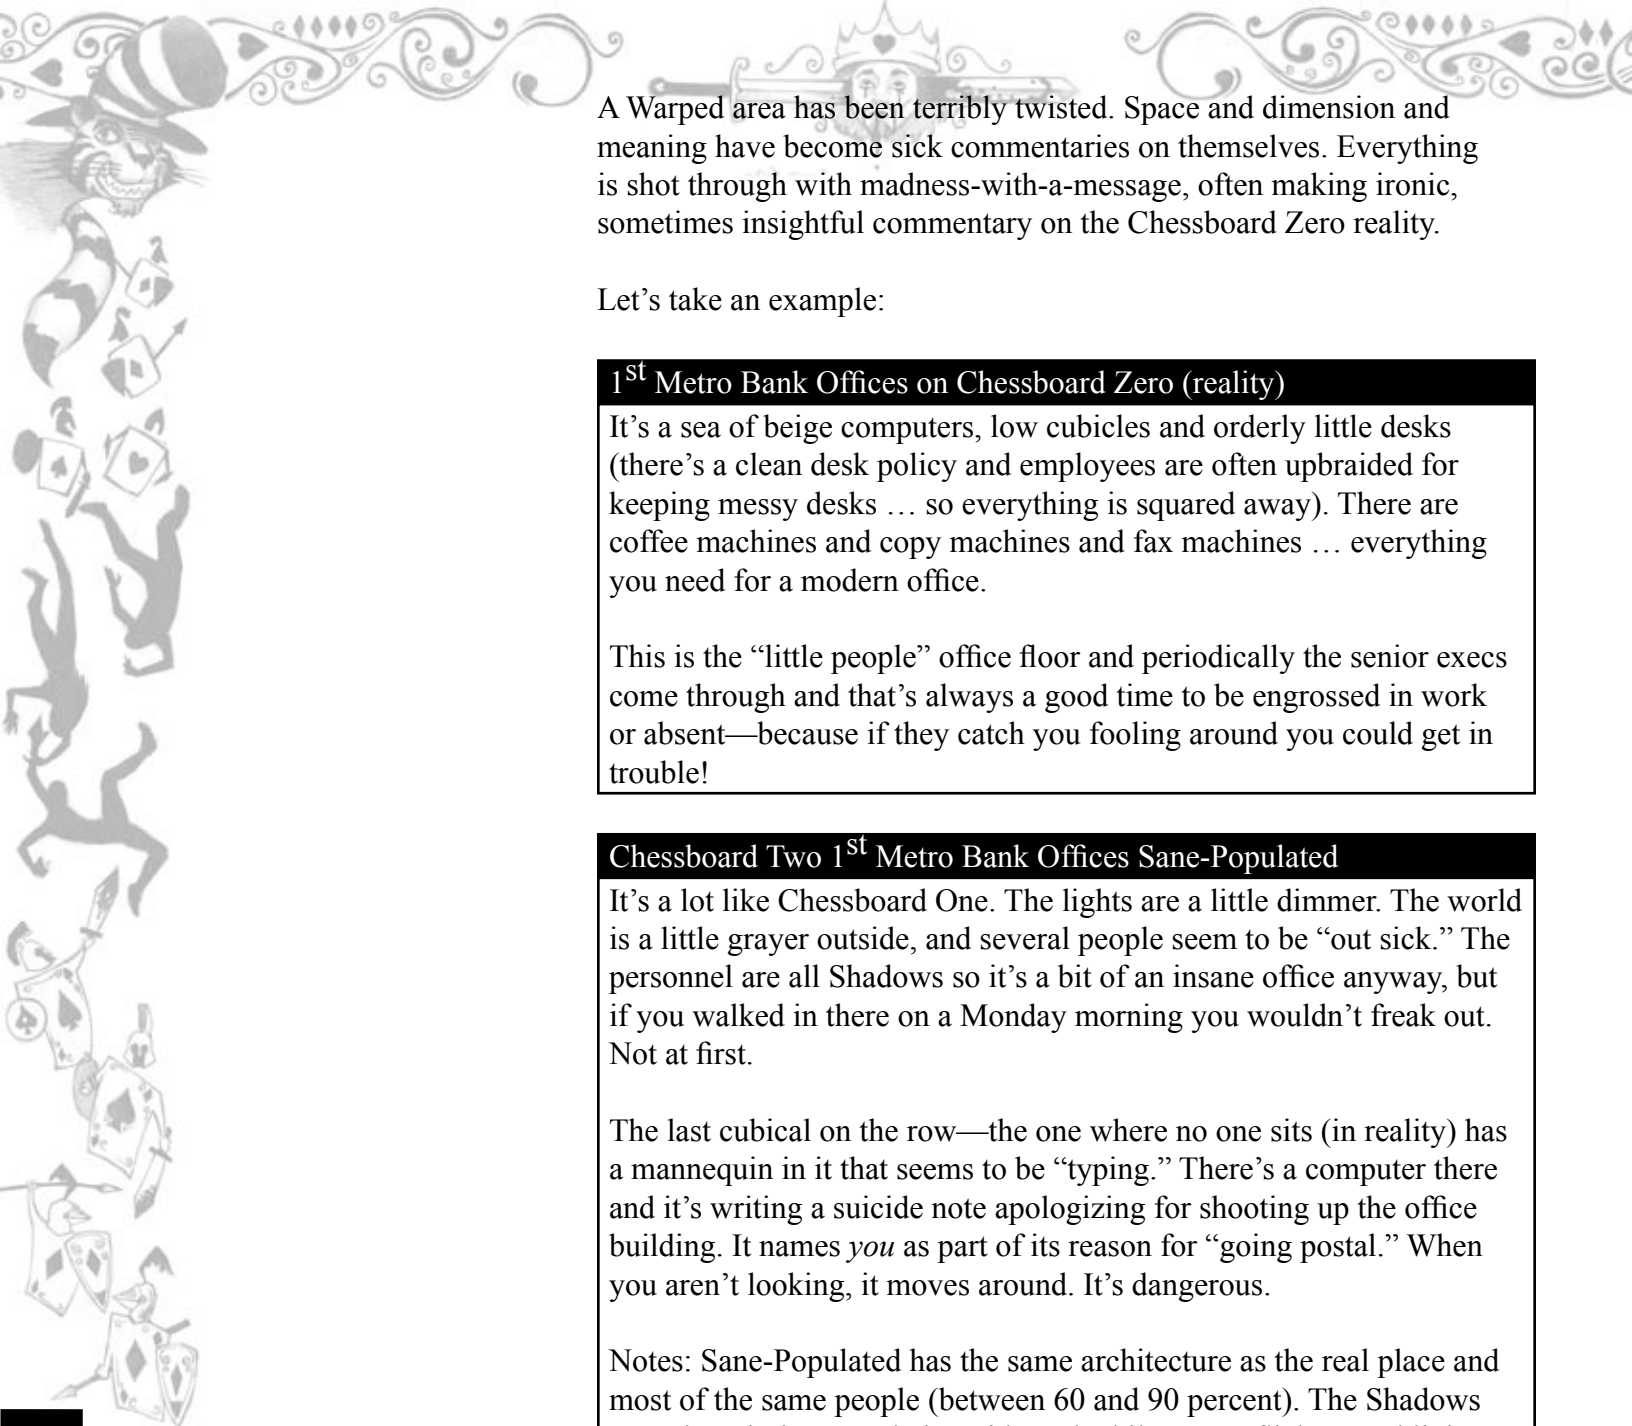 A Warped area has been terribly twisted. Space and dimension and
meaning have become sick commentaries on themselves. Everything
is shot through with madness-with-a-message, often making ironic,
sometimes insightful commentary on the Chessboard Zero reality.
Let’s take an example:
1st Metro Bank Offices on Chessboard Zero (reality)
It’s a sea of beige computers, low cubicles and orderly little desks
(there’s a clean desk policy and employees are often upbraided for
keeping messy desks … so everything is squared away). There are
coffee machines and copy machines and fax machines … everything
you need for a modern office.
This is the “little people” office floor and periodically the senior execs
come through and that’s always a good time to be engrossed in work
or absent—because if they catch you fooling around you could get in
trouble!
Chessboard Two 1st Metro Bank Offices Sane-Populated
It’s a lot like Chessboard One. The lights are a little dimmer. The world
is a little grayer outside, and several people seem to be “out sick.” The
personnel are all Shadows so it’s a bit of an insane office anyway, but
if you walked in there on a Monday morning you wouldn’t freak out.
Not at first.
The last cubical on the row—the one where no one sits (in reality) has
a mannequin in it that seems to be “typing.” There’s a computer there
and it’s writing a suicide note apologizing for shooting up the office
building. It names you as part of its reason for “going postal.” When
you aren’t looking, it moves around. It’s dangerous.
Notes: Sane-Populated has the same architecture as the real place and
most of the same people (between 60 and 90 percent). The Shadows